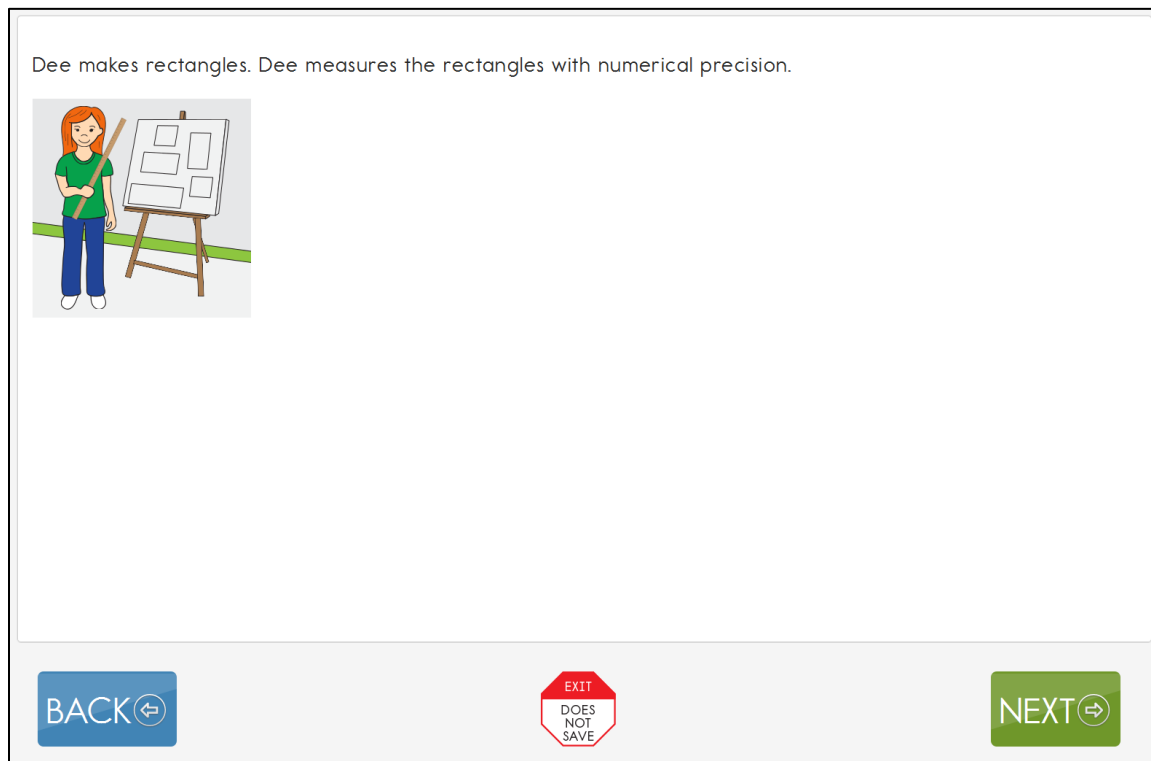 Dee makes rectangles. Dee measures the rectangles with numerical precision.
BACK
EXIT
DOES
NOT
SAVE
NEXT